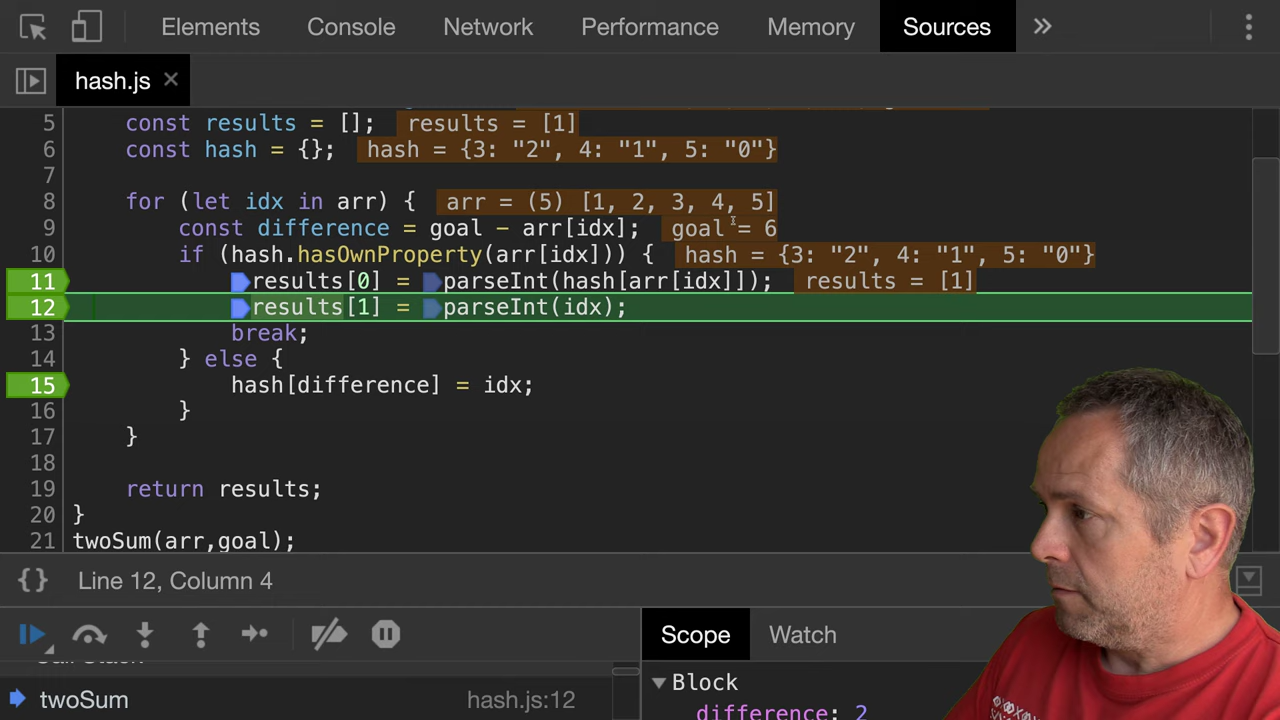 Elements Console Network Performance Memory Sources »
hash.js ×
5 const results = []; results = [1]
6 const hash = {}; hash = {3: "2", 4: "1", 5: "0"}
7
8 for (let idx in arr) { arr = (5) [1, 2, 3, 4, 5]
9 const difference = goal - arr[idx]; goal = 6
10 if (hash.hasOwnProperty(arr[idx])) { hash = {3: "2", 4: "1", 5: "0"}
11 results[0] = parseInt(hash[arr[idx]]); results = [1]
12 results[1] = parseInt(idx);
13 break;
14 } else {
15 hash[difference] = idx;
16 }
17 }
18
19 return results;
20 }
21 twoSum(arr,goal);
{} Line 12, Column 4
Scope Watch
Call Stack
Block
twoSum hash.js:12
difference: 2